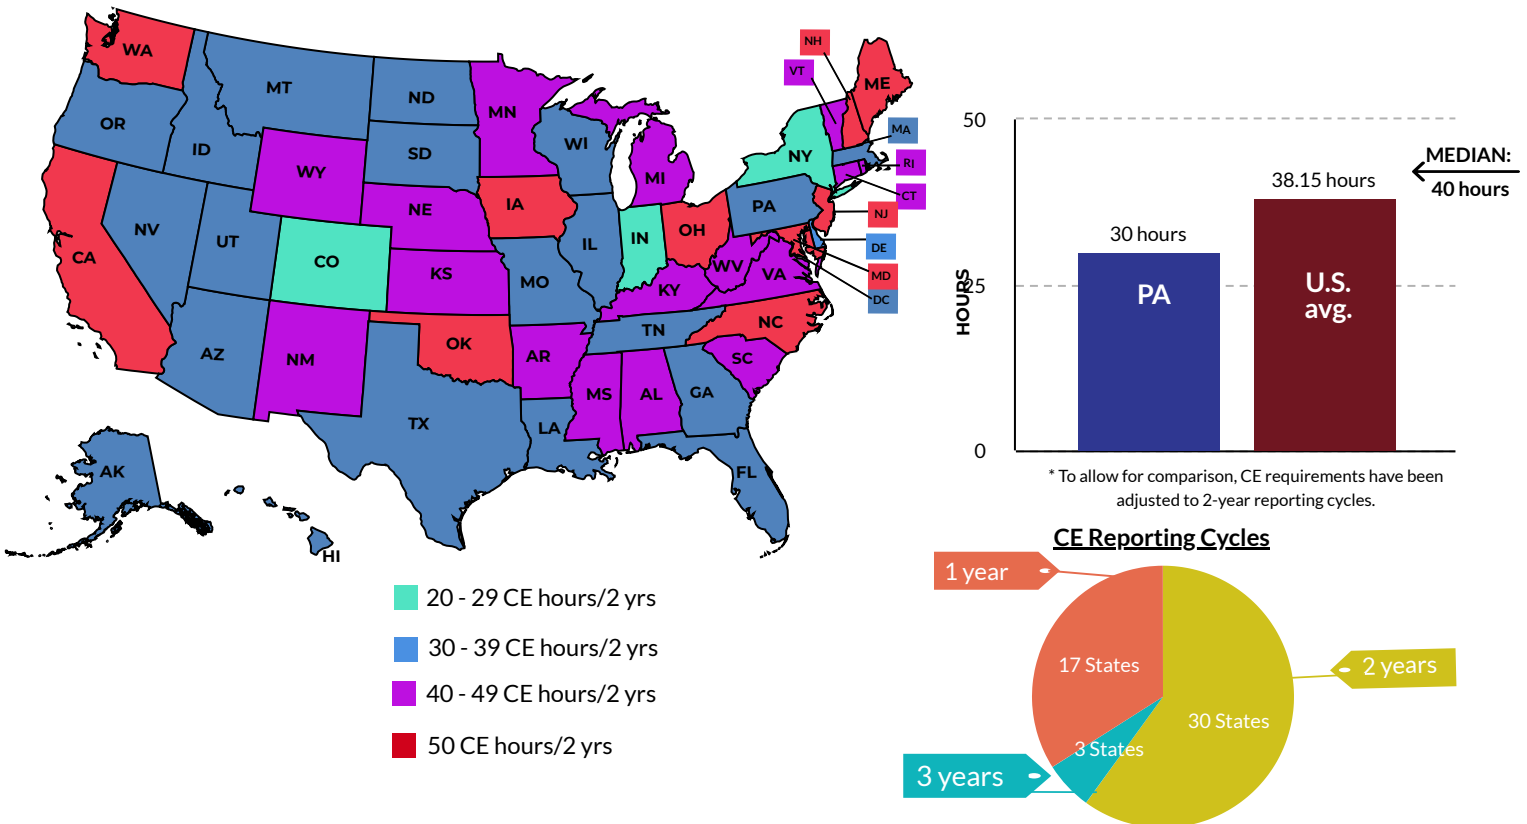 WA
MT
ND
MN
OR
ID
SD
WI
WY
MI
NY
ME
NH
VT
MA
RI
CT
NJ
DE
MD
DC
IA
NE
PA
NV
UT
CA
CO
KS
IL
IN
OH
MO
WV
VA
KY
AZ
NM
OK
AR
TN
NC
SC
TX
LA
MS
AL
GA
FL
AK
HI
20 - 29 CE hours/2 yrs
30 - 39 CE hours/2 yrs
40 - 49 CE hours/2 yrs
50 CE hours/2 yrs
HOURS
50
25
0
30 hours
PA
38.15 hours
U.S.
avg.
MEDIAN:
40 hours
* To allow for comparison, CE requirements have been
adjusted to 2-year reporting cycles.
CE Reporting Cycles
1 year
17 States
2 years
30 States
3 States
3 years